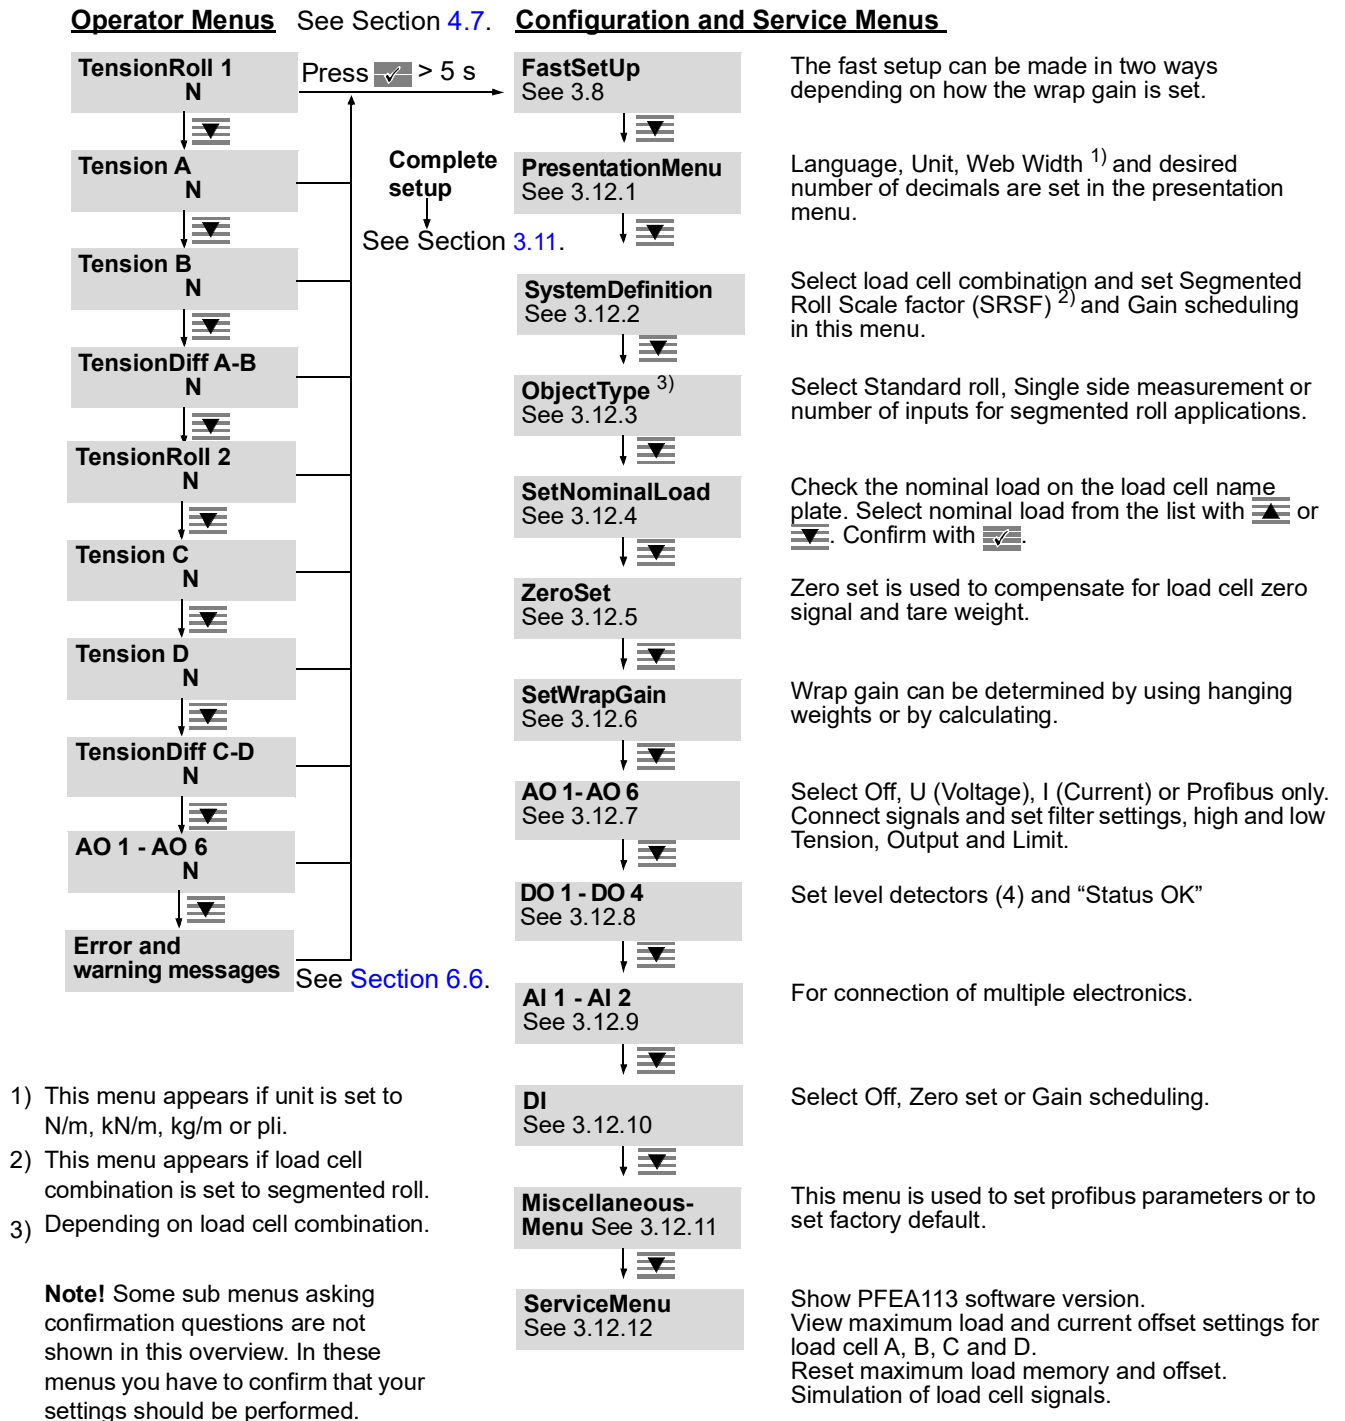 Operator Menus See Section 4.7.
TensionRoll 1
N
Tension A
N
Tension B
N
TensionDiff A-B
N
TensionRoll 2
N
Tension C
N
Tension D
N
TensionDiff C-D
N
AO 1 - AO 6
N
Error and
warning messages
See Section 6.6.
Press > 5 s
Complete
setup
See Section 3.11.
Configuration and Service Menus
FastSetUp
See 3.8
The fast setup can be made in two ways
depending on how the wrap gain is set.
PresentationMenu
See 3.12.1
Language, Unit, Web Width 1) and desired
number of decimals are set in the presentation
menu.
SystemDefinition
See 3.12.2
Select load cell combination and set Segmented
Roll Scale factor (SRSF) 2) and Gain scheduling
in this menu.
ObjectType 3)
See 3.12.3
Select Standard roll, Single side measurement or
number of inputs for segmented roll applications.
SetNominalLoad
See 3.12.4
Check the nominal load on the load cell name
plate. Select nominal load from the list with or
. Confirm with .
ZeroSet
See 3.12.5
Zero set is used to compensate for load cell zero
signal and tare weight.
SetWrapGain
See 3.12.6
Wrap gain can be determined by using hanging
weights or by calculating.
AO 1- AO 6
See 3.12.7
Select Off, U (Voltage), I (Current) or Profibus only.
Connect signals and set filter settings, high and low
Tension, Output and Limit.
DO 1 - DO 4
See 3.12.8
Set level detectors (4) and “Status OK”
AI 1 - AI 2
See 3.12.9
For connection of multiple electronics.
DI
See 3.12.10
Select Off, Zero set or Gain scheduling.
Miscellaneous-
Menu See 3.12.11
This menu is used to set profibus parameters or to
set factory default.
ServiceMenu
See 3.12.12
Show PFEA113 software version.
View maximum load and current offset settings for
load cell A, B, C and D.
Reset maximum load memory and offset.
Simulation of load cell signals.
1) This menu appears if unit is set to
N/m, kN/m, kg/m or pli.
2) This menu appears if load cell
combination is set to segmented roll.
3) Depending on load cell combination.
Note! Some sub menus asking
confirmation questions are not
shown in this overview. In these
menus you have to confirm that your
settings should be performed.